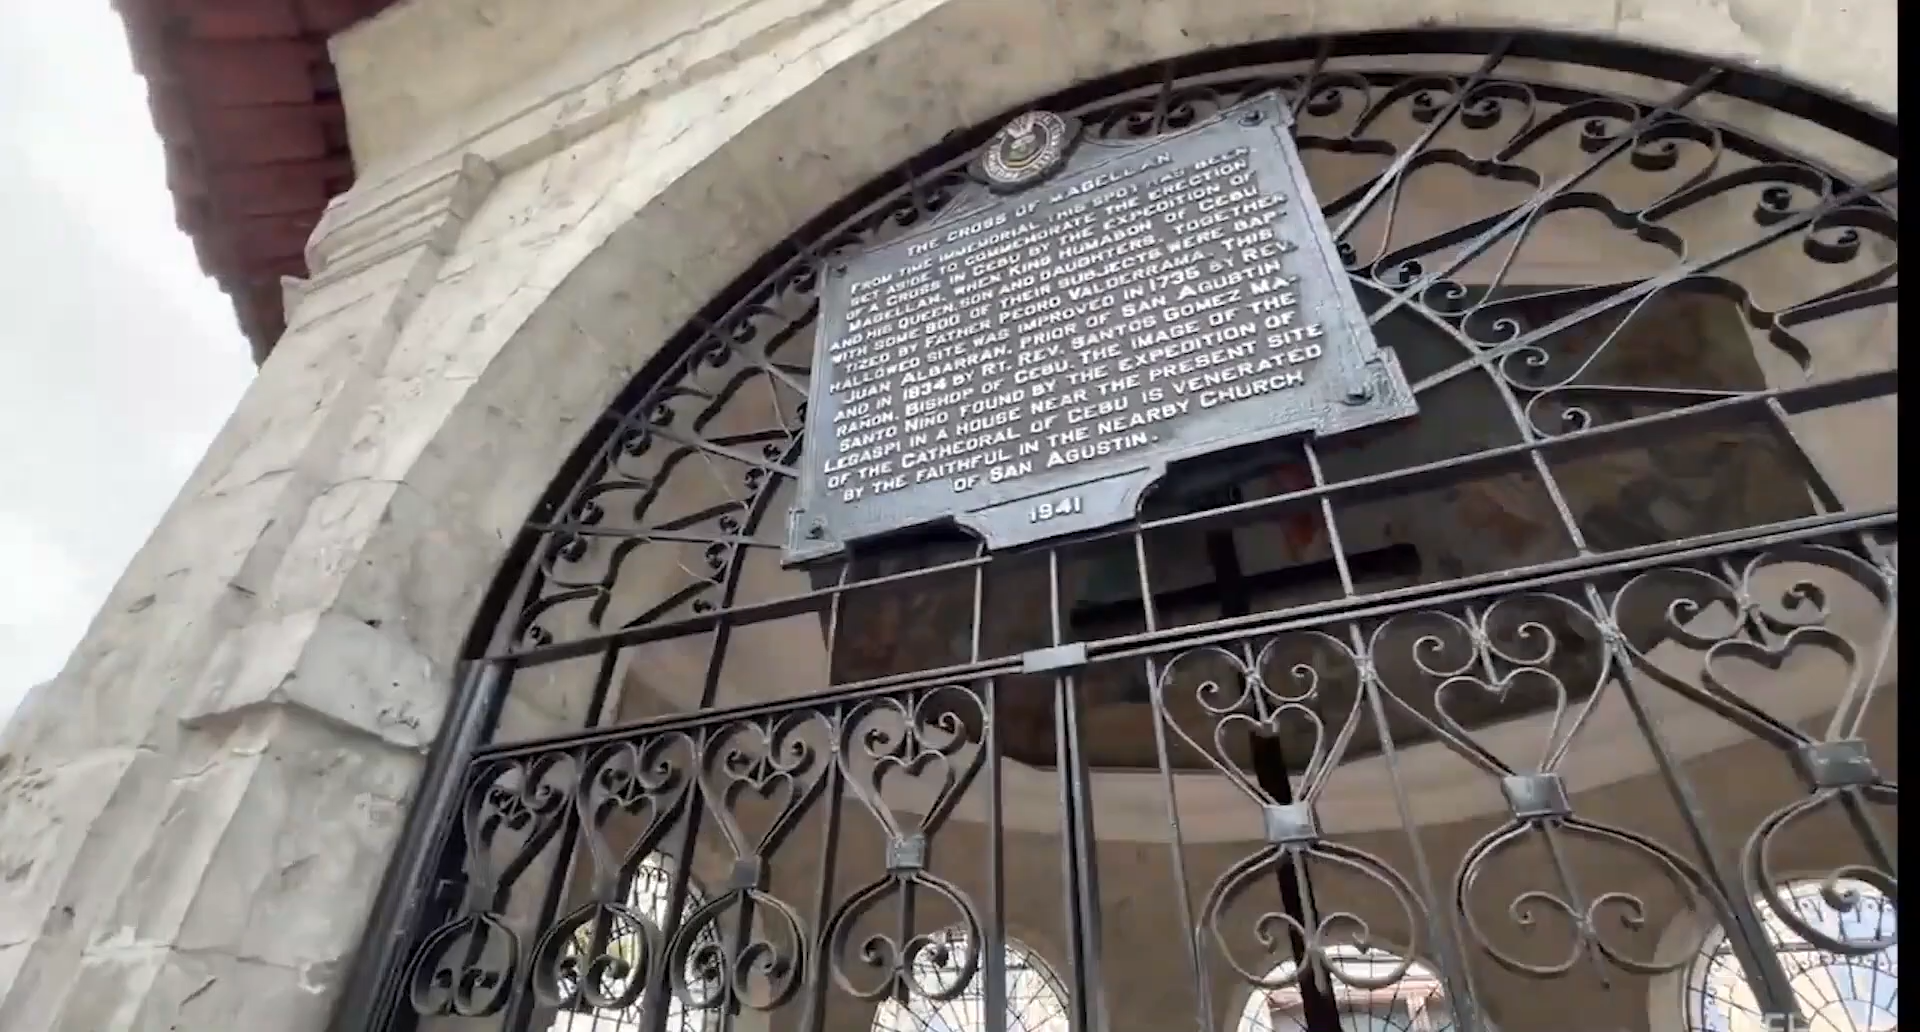 THE CROSS OF MAGELLAN
FROM TIME IMMEMORIAL, THIS SPOT HAS BEEN
SET ASIDE TO COMMEMORATE THE ERECTION
OF A CROSS IN CEBU BY THE EXPEDITION OF
MAGELLAN. WHEN KING HUMABON OF CEBU
AND HIS QUEEN, SON AND DAUGHTERS, TOGETHER
WITH SOME 800 OF THEIR SUBJECTS, WERE BAP-
TIZED BY FATHER PEDRO VALDERRAMA. THIS
HALLOWED SITE WAS IMPROVED IN 1735 BY REV.
JUAN ALBARRAN, PRIOR OF SAN AGUSTIN
AND IN 1834 BY RT. REV. SANTOS GOMEZ MA-
RAÑON, BISHOP OF CEBU. THE IMAGE OF THE
SANTO NIÑO FOUND BY THE EXPEDITION OF
LEGASPI IN A HOUSE NEAR THE PRESENT SITE
OF THE CATHEDRAL OF CEBU IS VENERATED
BY THE FAITHFUL IN THE NEARBY CHURCH
OF SAN AGUSTIN.
1941